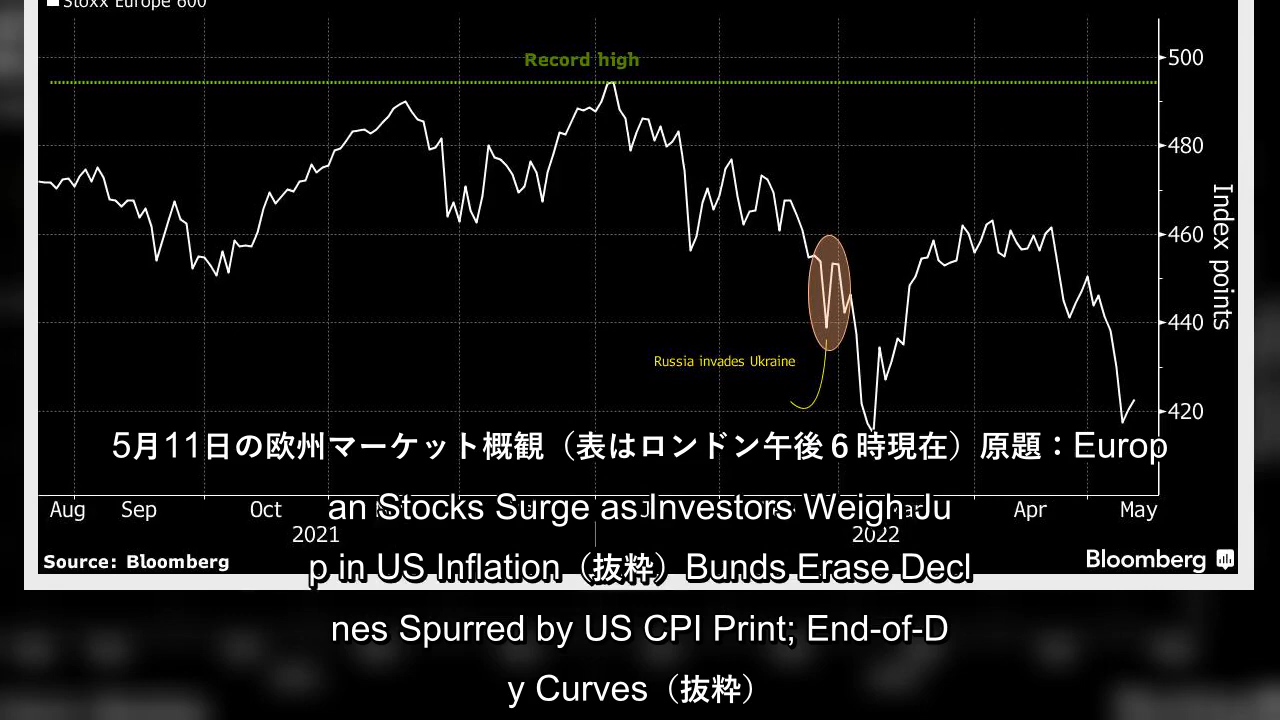 Stoxx Europe 600
Record high
500
480
460
440
420
Index points
Russia invades Ukraine
5月11日の欧州マーケット概観（表はロンドン午後６時現在）原題：Europ
an Stocks Surge as Investors Weigh Ju
Aug Sep Oct Apr May
2021 2022
p in US Inflation（抜粋）Bunds Erase Decl
Source: Bloomberg
Bloomberg
nes Spurred by US CPI Print; End-of-D
y Curves（抜粋）